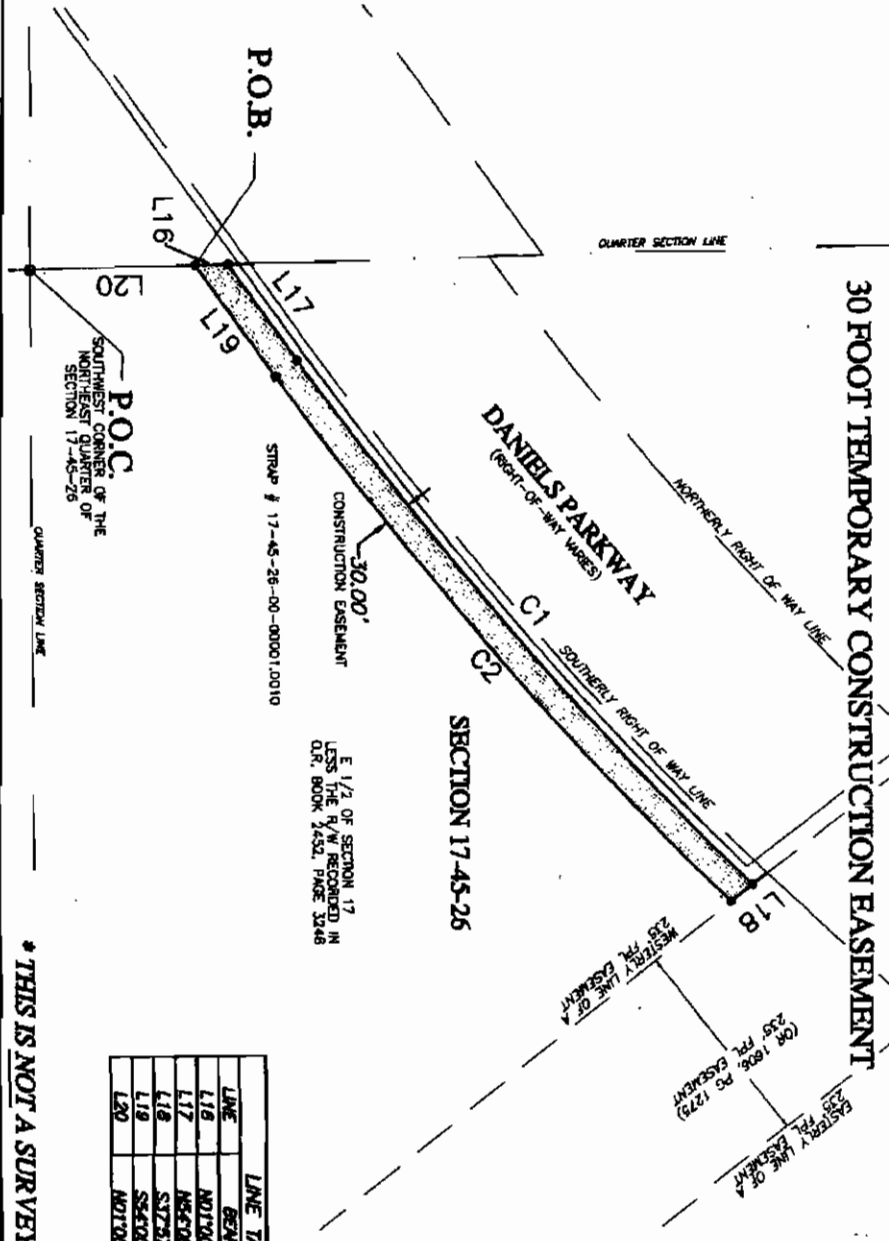 30 FOOT TEMPORARY CONSTRUCTION EASEMENT
QUARTER SECTION LINE
P.O.B.
L16
L17
L20
L19
P.O.C.
SOUTHWEST CORNER OF THE
NORTHEAST QUARTER OF
SECTION 17-45-26
QUARTER SECTION LINE
DANIELS PARKWAY
(RIGHT-OF-WAY VARIES)
NORTHERLY RIGHT OF WAY LINE
C1
SOUTHERLY RIGHT OF WAY LINE
C2
L18
30.00'
CONSTRUCTION EASEMENT
STRAP # 17-45-26-00-00001.0010
SECTION 17-45-26
E 1/2 OF SECTION 17
LESS THE R/W RECORDED IN
O.R. BOOK 2452, PAGE 3248
WESTERLY LINE OF A
235' FPL EASEMENT
235' FPL EASEMENT
(OR 1606, PG 1275)
EASTERLY LINE OF A
235' FPL EASEMENT
LINE
LINE
L16
L17
L18
L19
L20
* THIS IS NOT A SURVEY